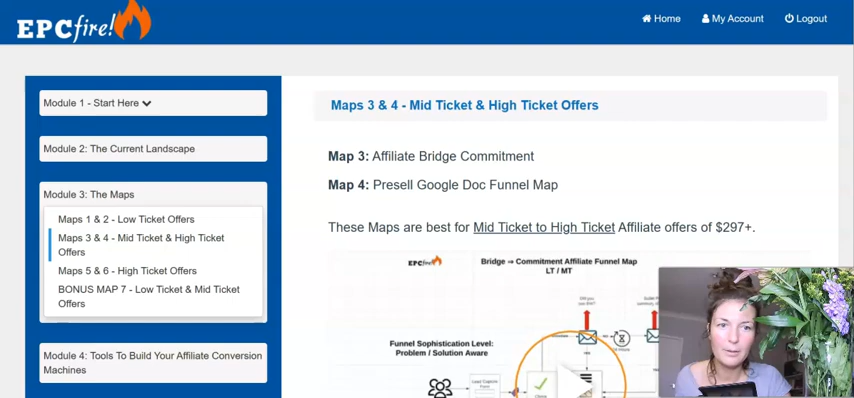 EPCfire!
Home
My Account
Logout
Module 1 - Start Here
Module 2: The Current Landscape
Module 3: The Maps
Maps 1 & 2 - Low Ticket Offers
Maps 3 & 4 - Mid Ticket & High Ticket
Offers
Maps 5 & 6 - High Ticket Offers
BONUS MAP 7 - Low Ticket & Mid Ticket
Offers
Module 4: Tools To Build Your Affiliate Conversion
Machines
Maps 3 & 4 - Mid Ticket & High Ticket Offers
Map 3: Affiliate Bridge Commitment
Map 4: Presell Google Doc Funnel Map
These Maps are best for Mid Ticket to High Ticket Affiliate offers of $297+.
EPCfire!
Bridge → Commitment Affiliate Funnel Map
LT / MT
Funnel Sophistication Level:
Problem / Solution Aware
Lead Capture